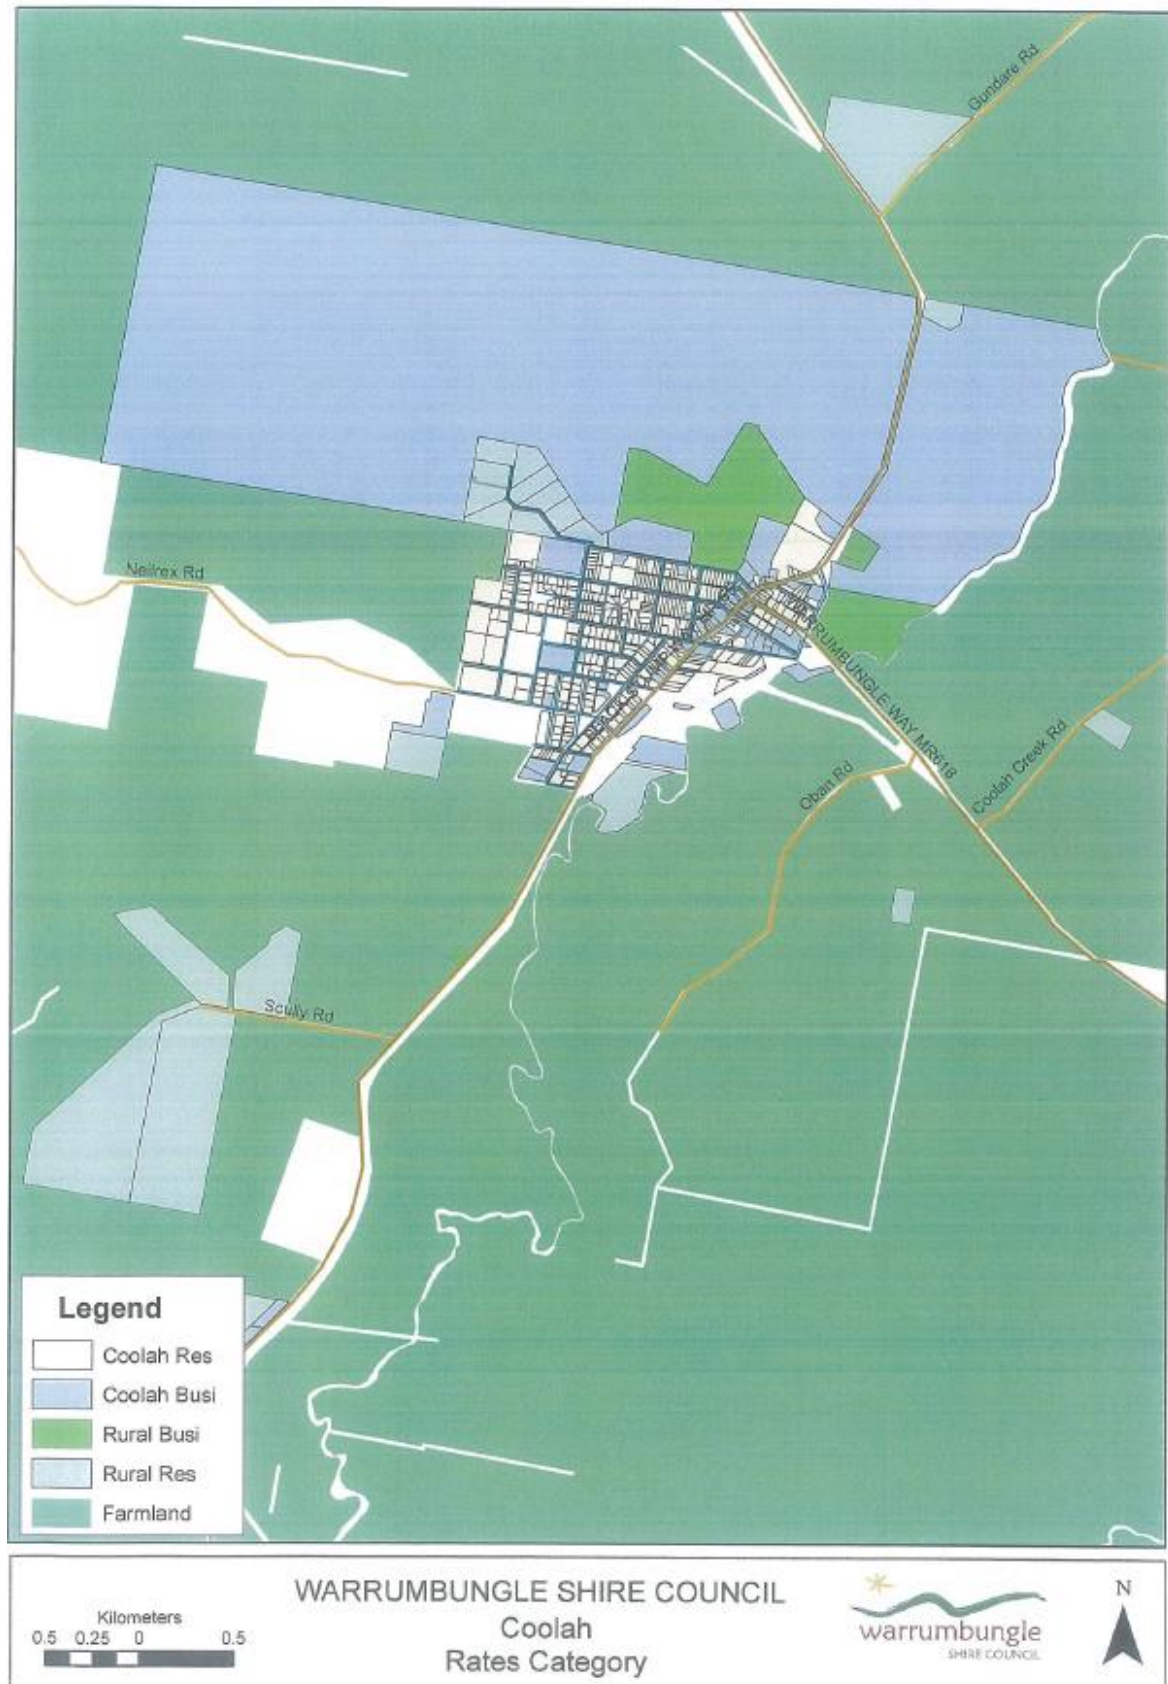 Gundare Rd
Neilrex Rd
WARRUMBUNGLE WAY MR618
Coolah Creek Rd
Oban Rd
Scully Rd
Legend
Coolah Res
Coolah Busi
Rural Busi
Rural Res
Farmland
Kilometers
0.5 0.25 0 0.5
WARRUMBUNGLE SHIRE COUNCIL
Coolah
Rates Category
warrumbungle
SHIRE COUNCIL
N